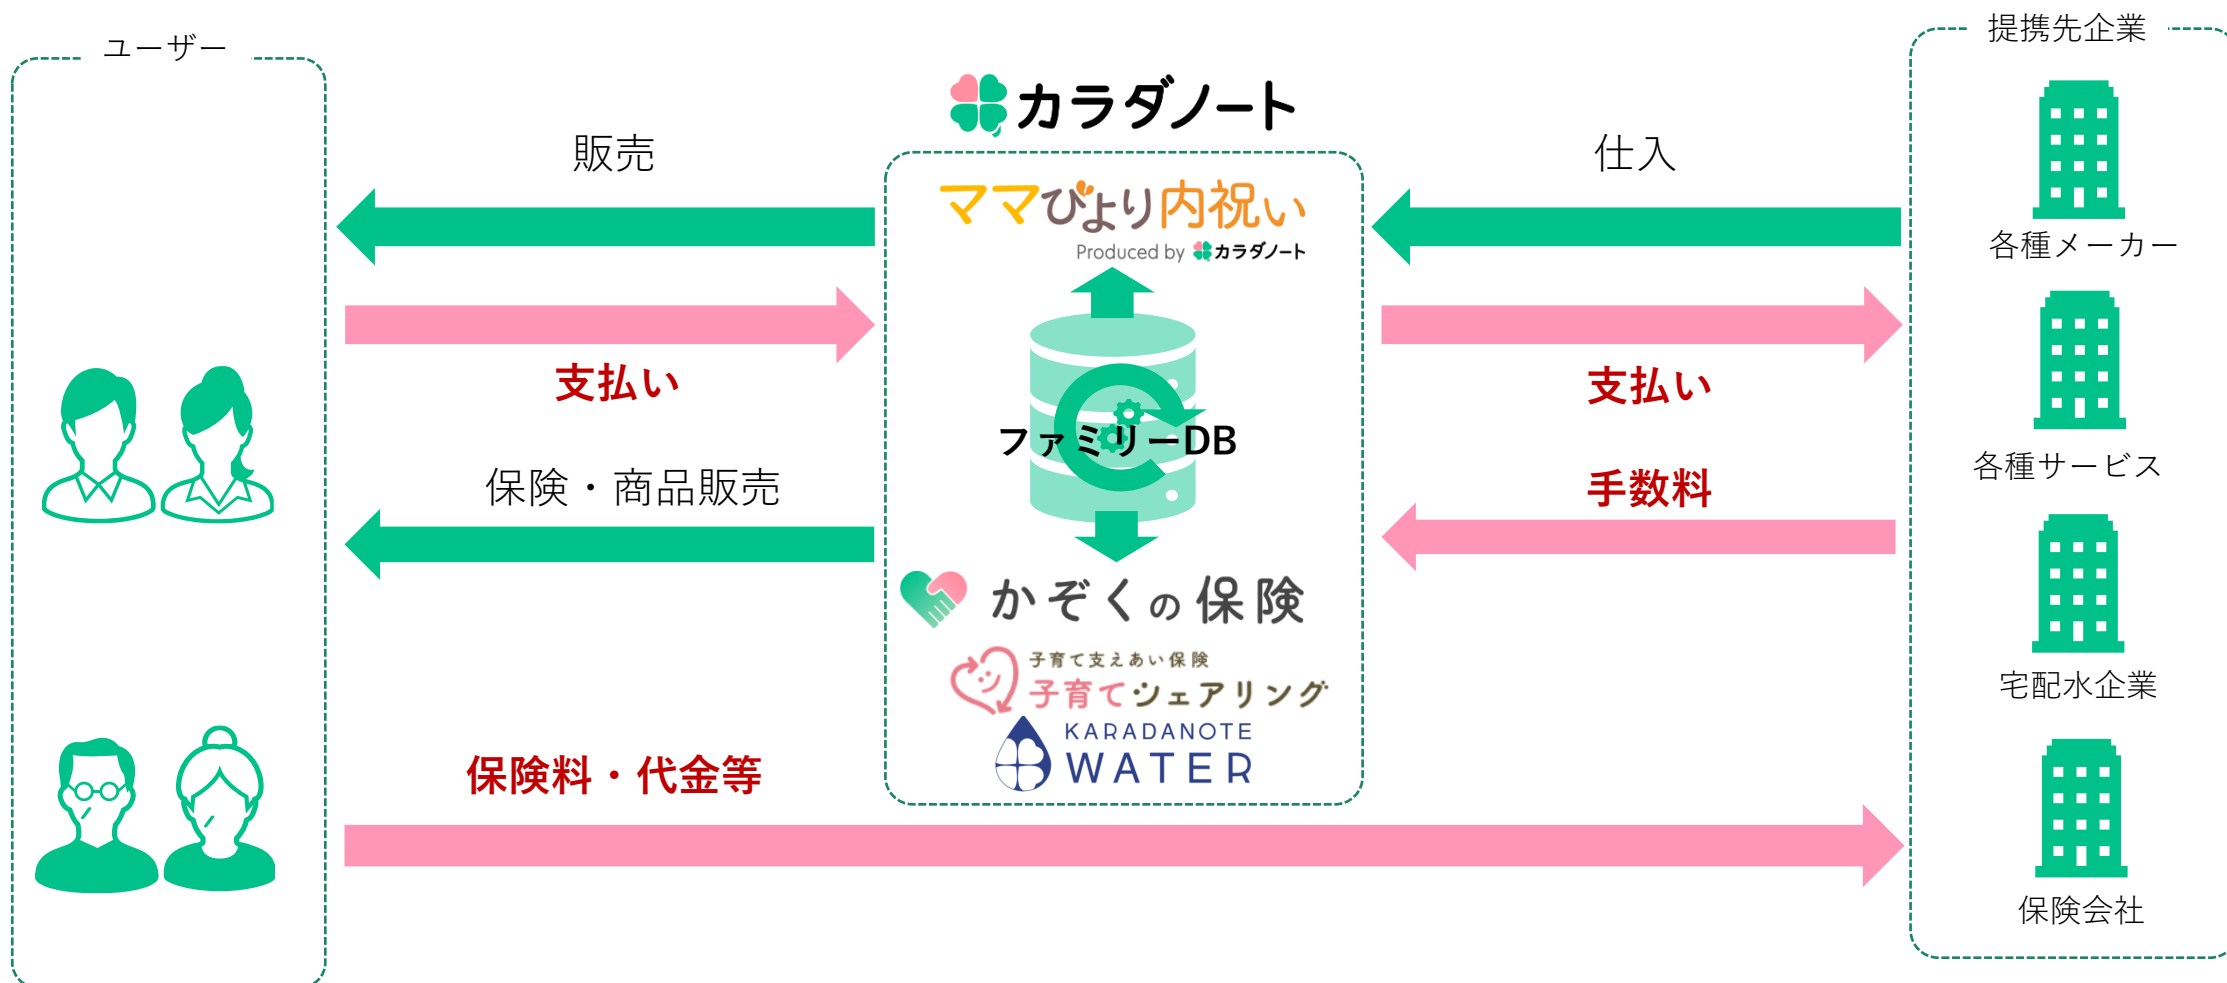 ユーザー
提携先企業
カラダノート
販売
仕入
ママびより内祝い
Produced by カラダノート
各種メーカー
支払い
支払い
ファミリーDB
各種サービス
保険・商品販売
手数料
かぞくの保険
子育て支えあい保険
子育てシェアリング
宅配水企業
KARADANOTE
WATER
保険料・代金等
保険会社